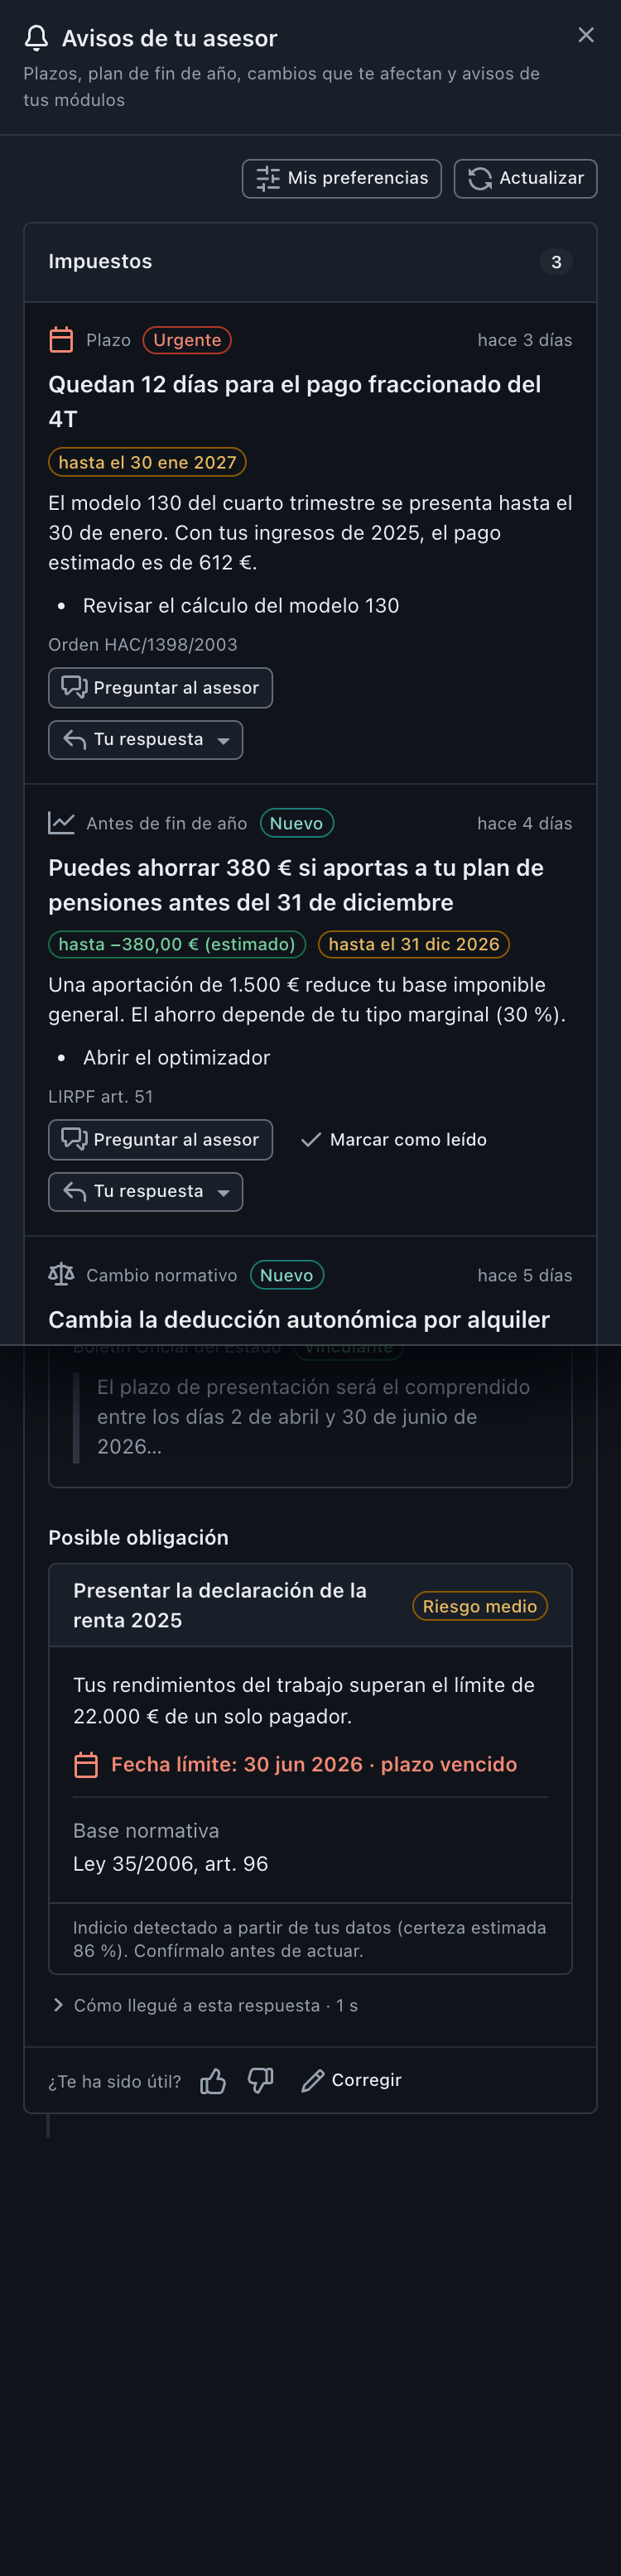 Avisos de tu asesor
Plazos, plan de fin de año, cambios que te afectan y avisos de
tus módulos
Mis preferencias
Actualizar
Impuestos
3
Plazo
Urgente
hace 3 días
Quedan 12 días para el pago fraccionado del
4T
hasta el 30 ene 2027
El modelo 130 del cuarto trimestre se presenta hasta el
30 de enero. Con tus ingresos de 2025, el pago
estimado es de 612 €.
• Revisar el cálculo del modelo 130
Orden HAC/1398/2003
Preguntar al asesor
Tu respuesta
Antes de fin de año
Nuevo
hace 4 días
Puedes ahorrar 380 € si aportas a tu plan de
pensiones antes del 31 de diciembre
hasta −380,00 € (estimado)
hasta el 31 dic 2026
Una aportación de 1.500 € reduce tu base imponible
general. El ahorro depende de tu tipo marginal (30 %).
• Abrir el optimizador
LIRPF art. 51
Preguntar al asesor
Marcar como leído
Tu respuesta
Cambio normativo
Nuevo
hace 5 días
Cambia la deducción autonómica por alquiler
Boletín Oficial del Estado
Vinculante
El plazo de presentación será el comprendido
entre los días 2 de abril y 30 de junio de
2026…
Posible obligación
Presentar la declaración de la
renta 2025
Riesgo medio
Tus rendimientos del trabajo superan el límite de
22.000 € de un solo pagador.
Fecha límite: 30 jun 2026 · plazo vencido
Base normativa
Ley 35/2006, art. 96
Indicio detectado a partir de tus datos (certeza estimada
86 %). Confírmalo antes de actuar.
Cómo llegué a esta respuesta · 1 s
¿Te ha sido útil?
Corregir